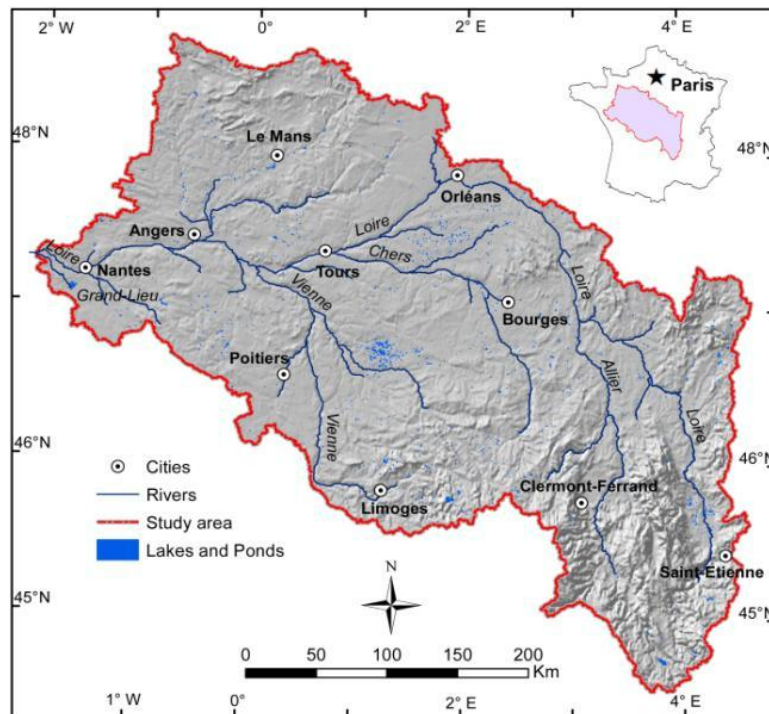 2° W
0°
2° E
4° E
48°N
48°N
Paris
Le Mans
Orléans
Loire
Angers
Loire
Nantes
Grand-Lieu
Tours
Chers
Loire
Bourges
Vienne
Poitiers
Allier
Vienne
Loire
46°N
46°N
Cities
Rivers
Study area
Lakes and Ponds
Limoges
Clermont-Ferrand
Saint-Etienne
45°N
45°N
N
0 50 100 150 200
Km
1° W
0°
2° E
4° E